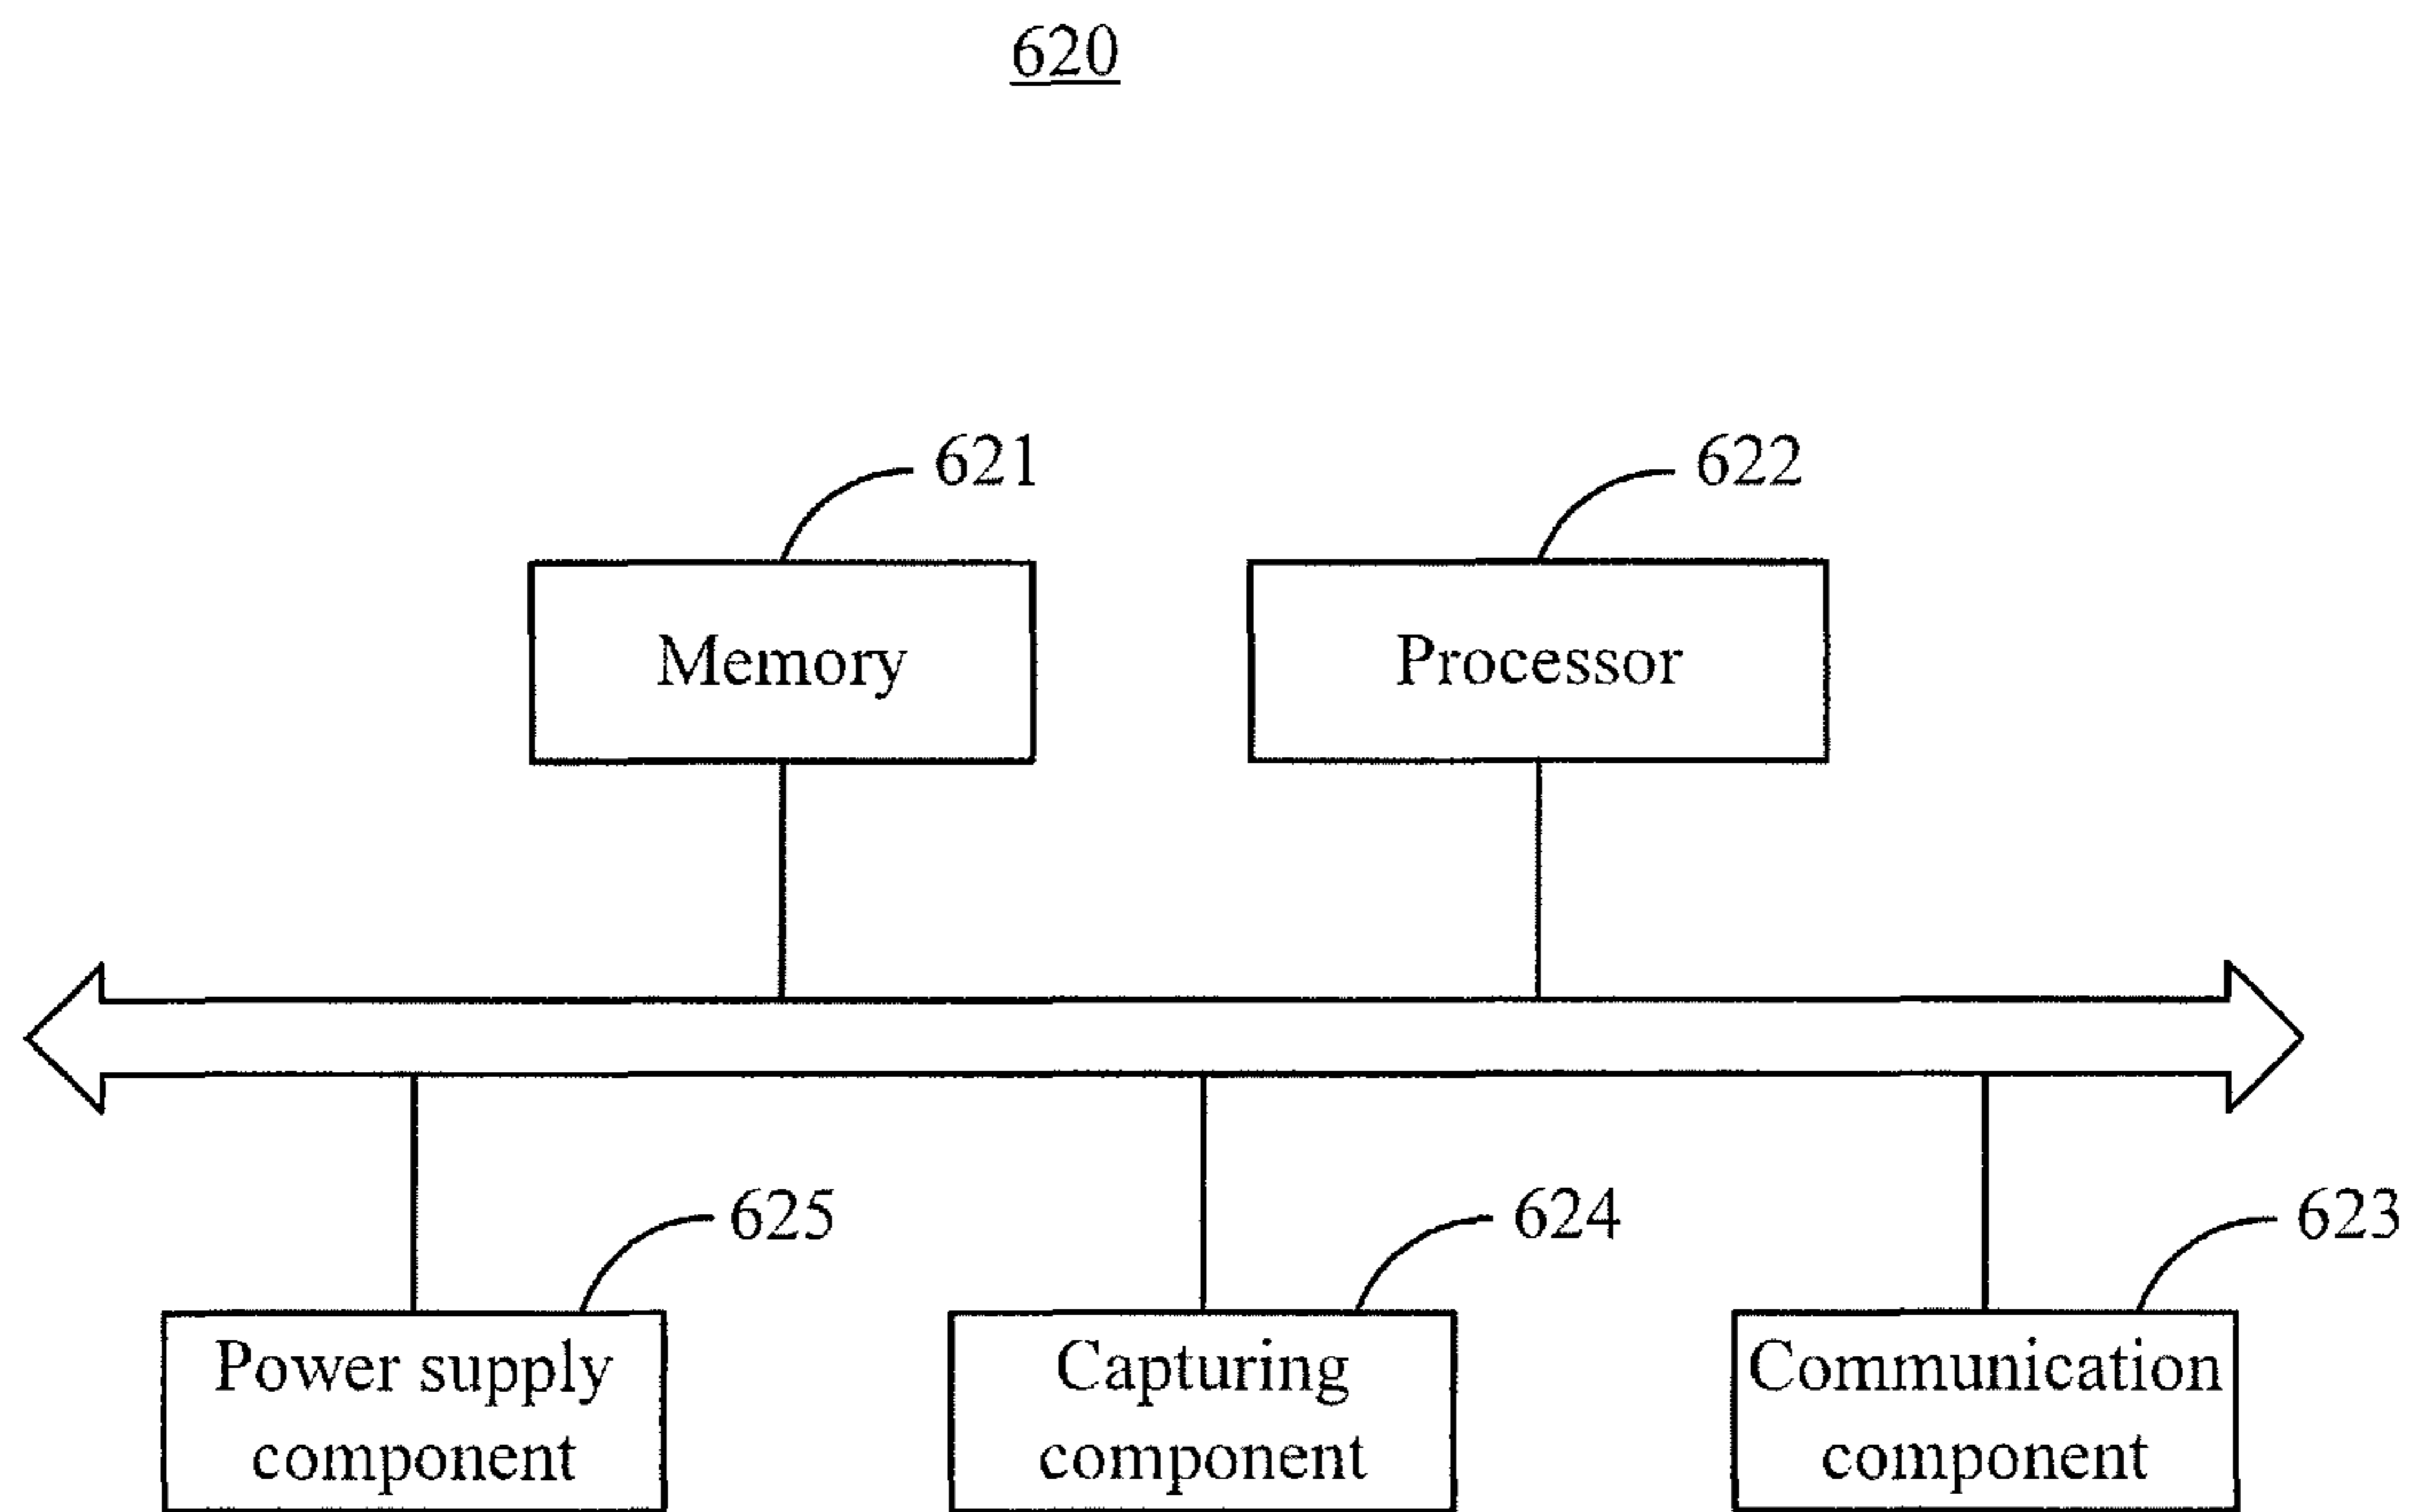 620
621
622
Memory
Processor
625
624
623
Power supply
component
Capturing
component
Communication
component